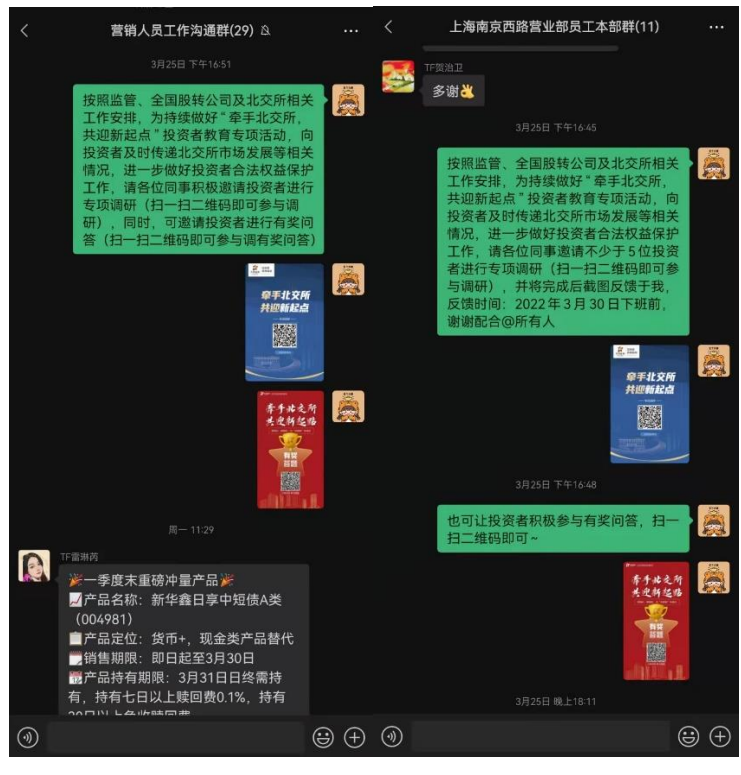 营销人员工作沟通群(29)
3月25日 下午16:51
按照监管、全国股转公司及北交所相关
工作安排，为持续做好“牵手北交所，
共迎新起点”投资者教育专项活动，向
投资者及时传递北交所市场发展等相关
情况，进一步做好投资者合法权益保护
工作，请各位同事积极邀请投资者进行
专项调研（扫一扫二维码即可参与调
研），同时，可邀请投资者进行有奖问
答（扫一扫二维码即可参与调有奖问答）
牵手北交所
共迎新起点
牵手北交所
共迎新起点
有奖
答题
周一 11:29
TF雷琳芮
🎉一季度末重磅冲量产品🎉
📈产品名称：新华鑫日享中短债A类
（004981）
📋产品定位：货币+，现金类产品替代
🗓️销售期限：即日起至3月30日
📅产品持有期限：3月31日日终需持
有，持有七日以上赎回费0.1%，持有
30日以上免收赎回费
上海南京西路营业部员工本部群(11)
TF贺治卫
多谢👏
3月25日 下午16:45
按照监管、全国股转公司及北交所相关
工作安排，为持续做好“牵手北交所，
共迎新起点”投资者教育专项活动，向
投资者及时传递北交所市场发展等相关
情况，进一步做好投资者合法权益保护
工作，请各位同事邀请不少于5位投资
者进行专项调研（扫一扫二维码即可参
与调研），并将完成后截图反馈于我，
反馈时间：2022年3月30日下班前，
谢谢配合@所有人
牵手北交所
共迎新起点
3月25日 下午16:48
也可让投资者积极参与有奖问答，扫一
扫二维码即可~
牵手北交所
共迎新起点
有奖
答题
3月25日 晚上18:11